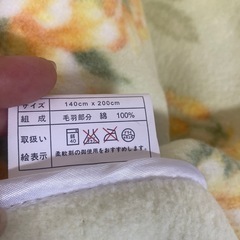 サイズ 140cm x 200cm
組成 毛羽部分 綿 100%
取扱い 40
絵表示 柔軟剤の御使用をおすすめします